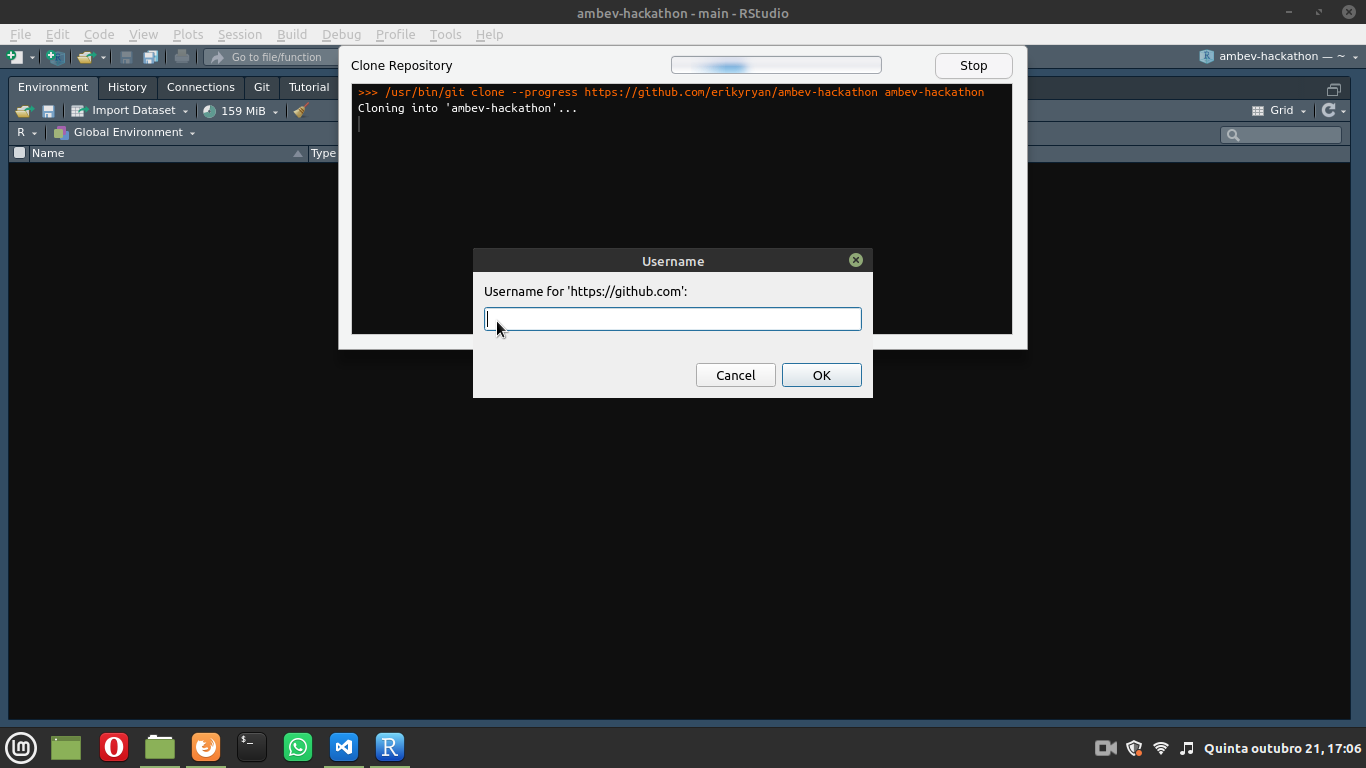 ambev-hackathon - main - RStudio
File Edit Code View Plots Session Build Debug Profile Tools Help
Go to file/function
ambev-hackathon — ~
Clone Repository
Stop
>>> /usr/bin/git clone --progress https://github.com/erikyryan/ambev-hackathon ambev-hackathon
Cloning into 'ambev-hackathon'...
Environment History Connections Git Tutorial
Import Dataset 159 MiB
Grid
R Global Environment
Name Type
Username
Username for 'https://github.com':
Cancel OK
Quinta outubro 21, 17:06